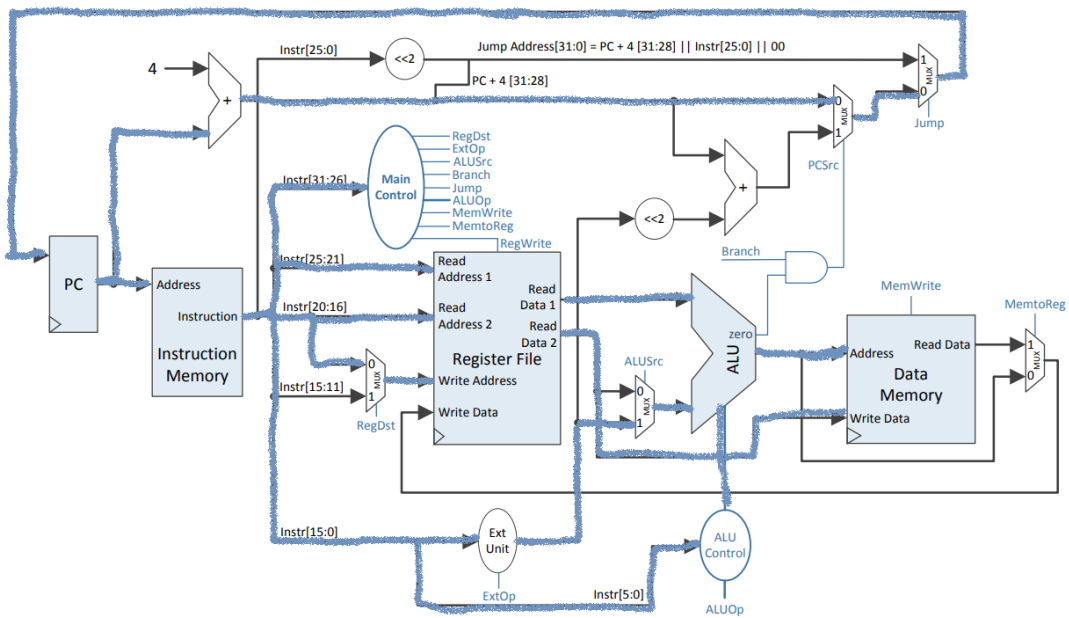 Instr[25:0]
<<2
Jump Address[31:0] = PC + 4 [31:28] || Instr[25:0] || 00
PC + 4 [31:28]
4
+
1
MUX
0
Jump
0
MUX
1
PCSrc
RegDst
ExtOp
ALUSrc
Branch
Jump
ALUOp
MemWrite
MemtoReg
RegWrite
Main
Control
Instr[31:26]
+
<<2
Branch
PC
Address
Instruction
Instruction
Memory
Instr[25:21]
Instr[20:16]
Instr[15:11]
0
MUX
1
RegDst
Read
Address 1
Read
Address 2
Register File
Write Address
Write Data
Read
Data 1
Read
Data 2
ALUSrc
0
MUX
1
zero
ALU
MemWrite
Address
Read Data
Data
Memory
Write Data
MemtoReg
1
MUX
0
Instr[15:0]
Ext
Unit
ExtOp
Instr[5:0]
ALU
Control
ALUOp